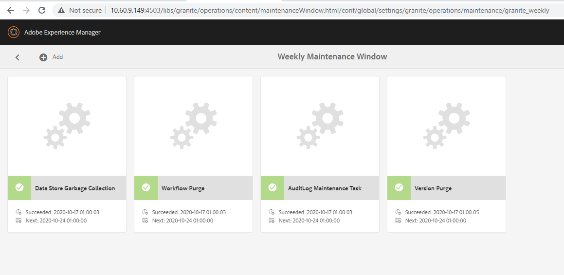 Not secure | 10.60.9.149:4503/libs/granite/operations/content/maintenanceWindow.html/conf/global/settings/granite/operations/maintenance/granite_weekly
Adobe Experience Manager
Add
Weekly Maintenance Window
Data Store Garbage Collection
Workflow Purge
AuditLog Maintenance Task
Version Purge
Succeeded: 2020-10-17 01:00:03
Next: 2020-10-24 01:00:00
Succeeded: 2020-10-17 01:00:05
Next: 2020-10-24 01:00:00
Succeeded: 2020-10-17 01:00:03
Next: 2020-10-24 01:00:00
Succeeded: 2020-10-17 01:00:05
Next: 2020-10-24 01:00:00